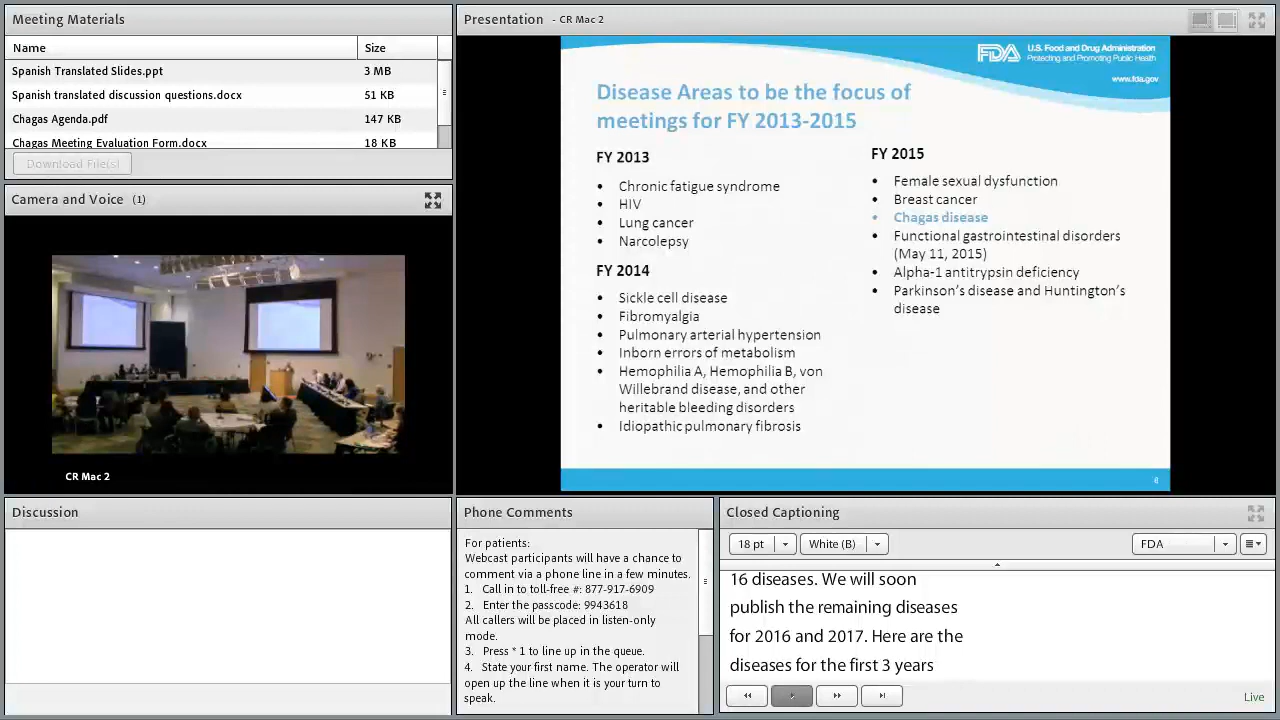 Meeting Materials
Name Size
Spanish Translated Slides.ppt 3 MB
Spanish translated discussion questions.docx 51 KB
Chagas Agenda.pdf 147 KB
Chagas Meeting Evaluation Form.docx 18 KB
Download File(s)
Camera and Voice (1)
CR Mac 2
Presentation - CR Mac 2
FDA U.S. Food and Drug Administration
Protecting and Promoting Public Health
www.fda.gov
Disease Areas to be the focus of
meetings for FY 2013-2015
FY 2013
• Chronic fatigue syndrome
• HIV
• Lung cancer
• Narcolepsy
FY 2014
• Sickle cell disease
• Fibromyalgia
• Pulmonary arterial hypertension
• Inborn errors of metabolism
• Hemophilia A, Hemophilia B, von
Willebrand disease, and other
heritable bleeding disorders
• Idiopathic pulmonary fibrosis
FY 2015
• Female sexual dysfunction
• Breast cancer
• Chagas disease
• Functional gastrointestinal disorders
(May 11, 2015)
• Alpha-1 antitrypsin deficiency
• Parkinson's disease and Huntington's
disease
Discussion
Phone Comments
For patients:
Webcast participants will have a chance to
comment via a phone line in a few minutes.
1. Call in to toll-free #: 877-917-6909
2. Enter the passcode: 9943618
All callers will be placed in listen-only
mode.
3. Press * 1 to line up in the queue.
4. State your first name. The operator will
open up the line when it is your turn to
speak.
Closed Captioning
18 pt White (B) FDA
16 diseases. We will soon
publish the remaining diseases
for 2016 and 2017. Here are the
diseases for the first 3 years
Live